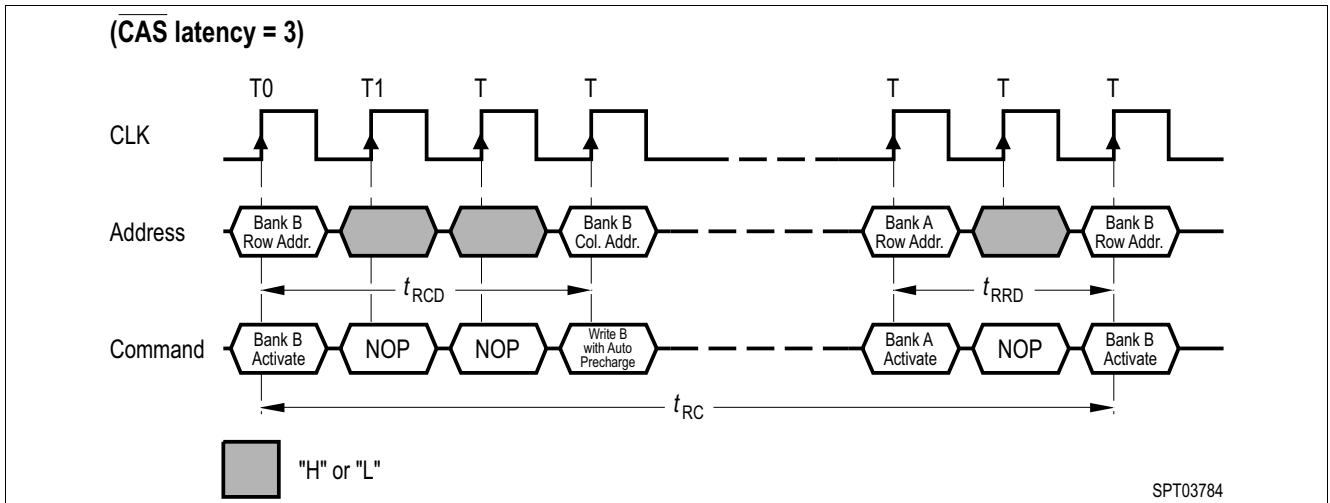 (CAS latency = 3)
T0 T1 T T T T T
CLK
Address
Bank B
Row Addr.
Bank B
Col. Addr.
Bank A
Row Addr.
Bank B
Row Addr.
tRCD
tRRD
Command
Bank B
Activate
NOP
NOP
Write B
with Auto
Precharge
Bank A
Activate
NOP
Bank B
Activate
tRC
"H" or "L"
SPT03784